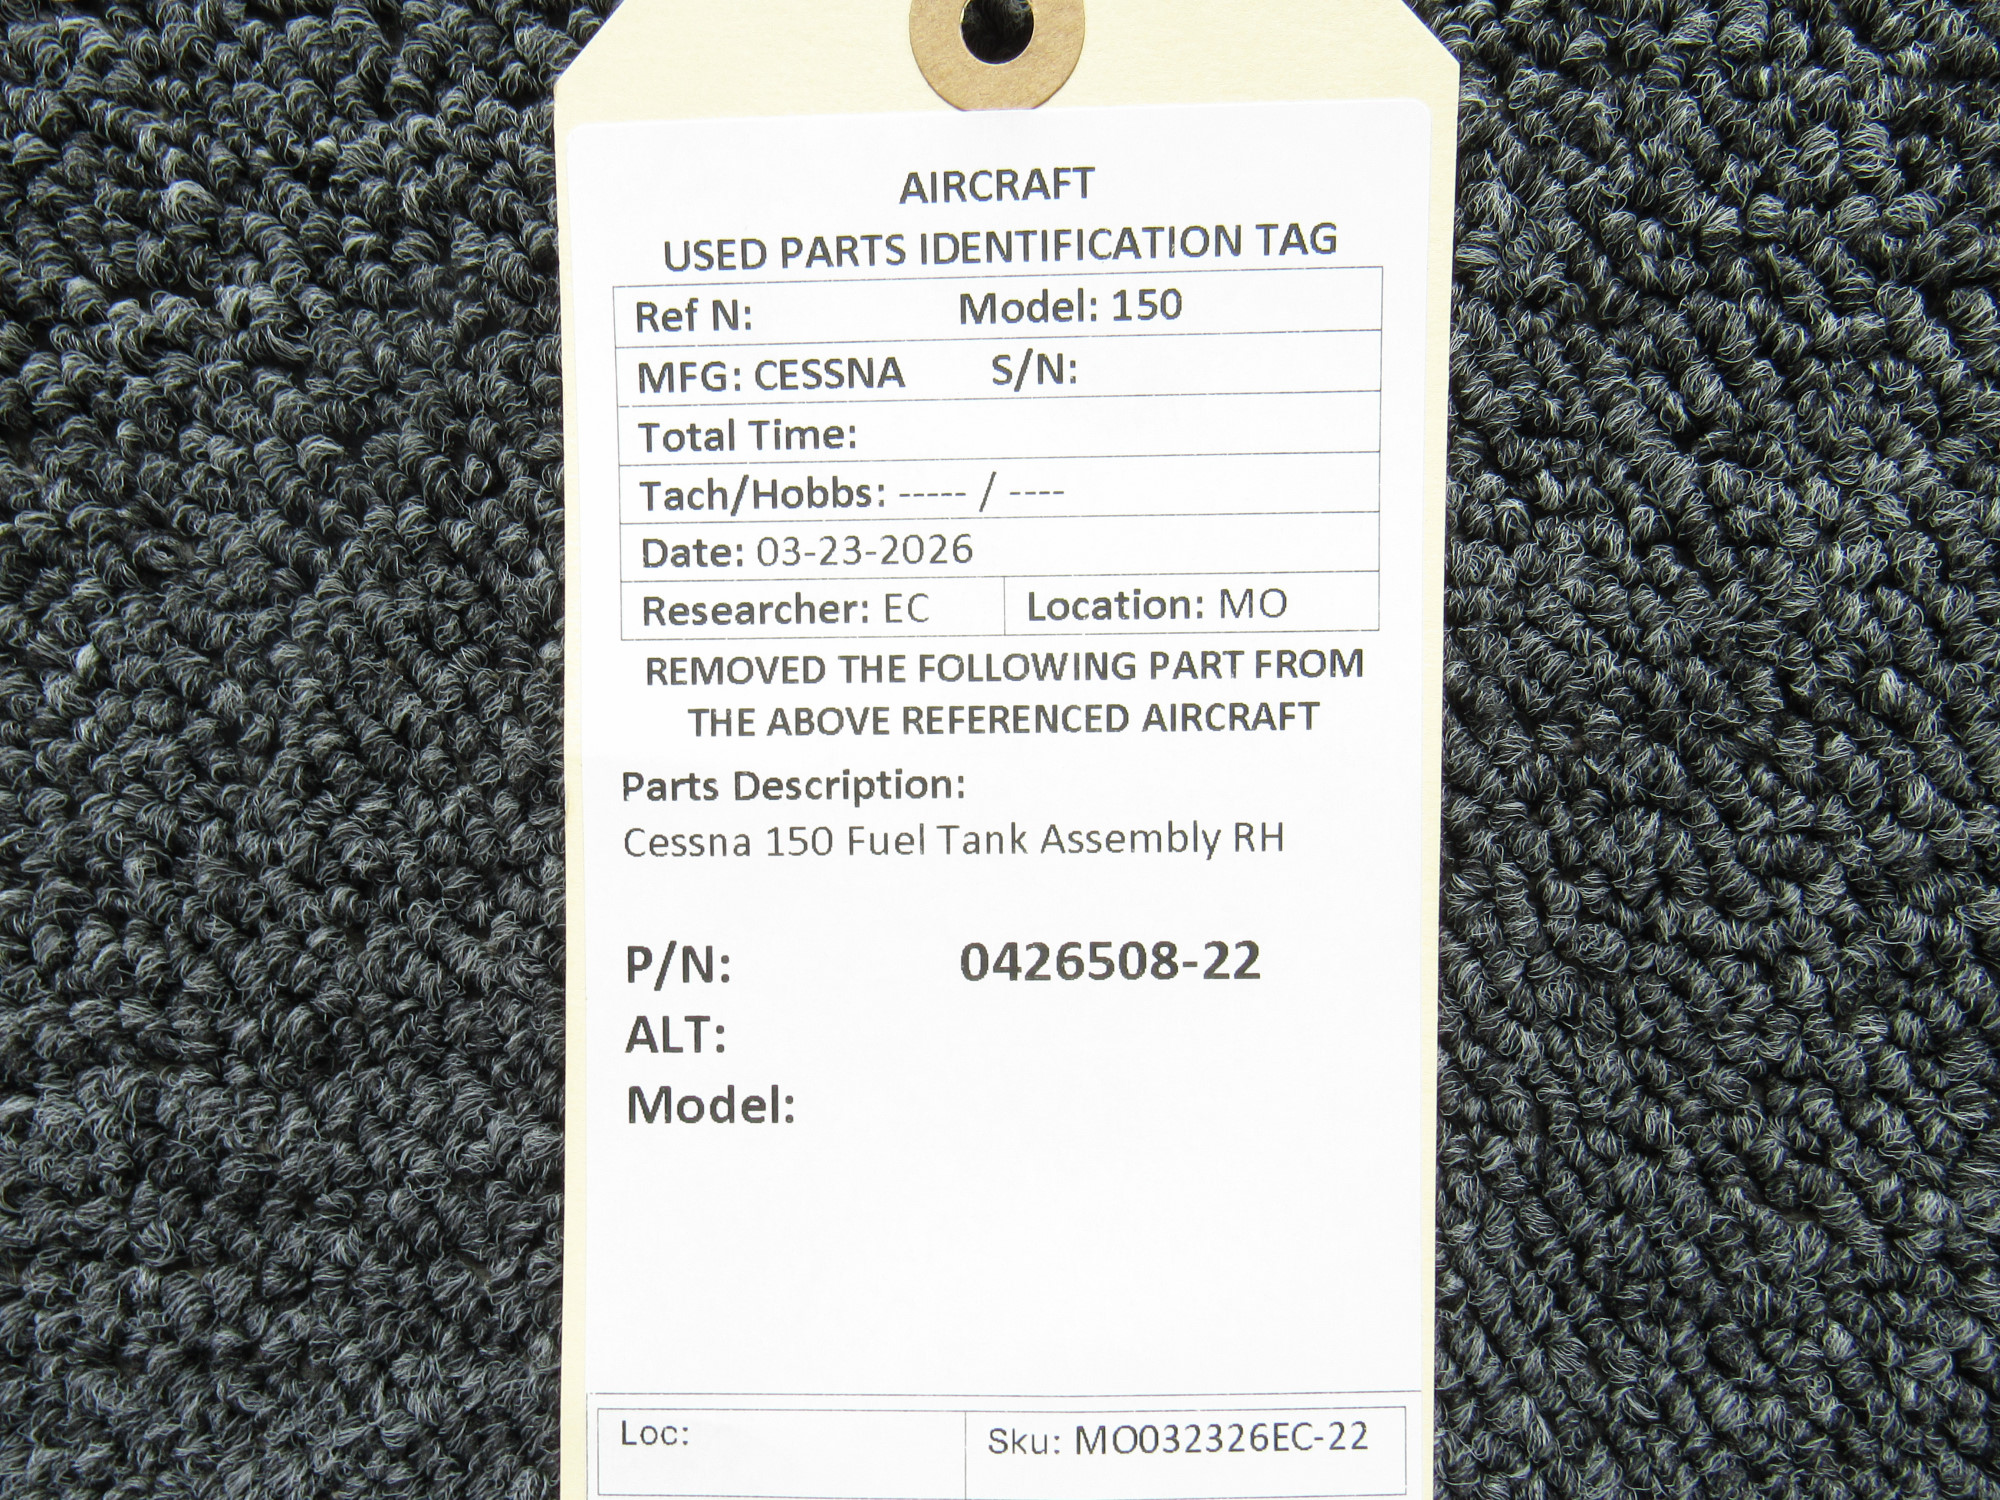 AIRCRAFT
USED PARTS IDENTIFICATION TAG
Ref N: Model: 150
MFG: CESSNA S/N:
Total Time:
Tach/Hobbs: ----- / ----
Date: 03-23-2026
Researcher: EC Location: MO
REMOVED THE FOLLOWING PART FROM
THE ABOVE REFERENCED AIRCRAFT
Parts Description:
Cessna 150 Fuel Tank Assembly RH
P/N: 0426508-22
ALT:
Model:
Loc: Sku: MO032326EC-22